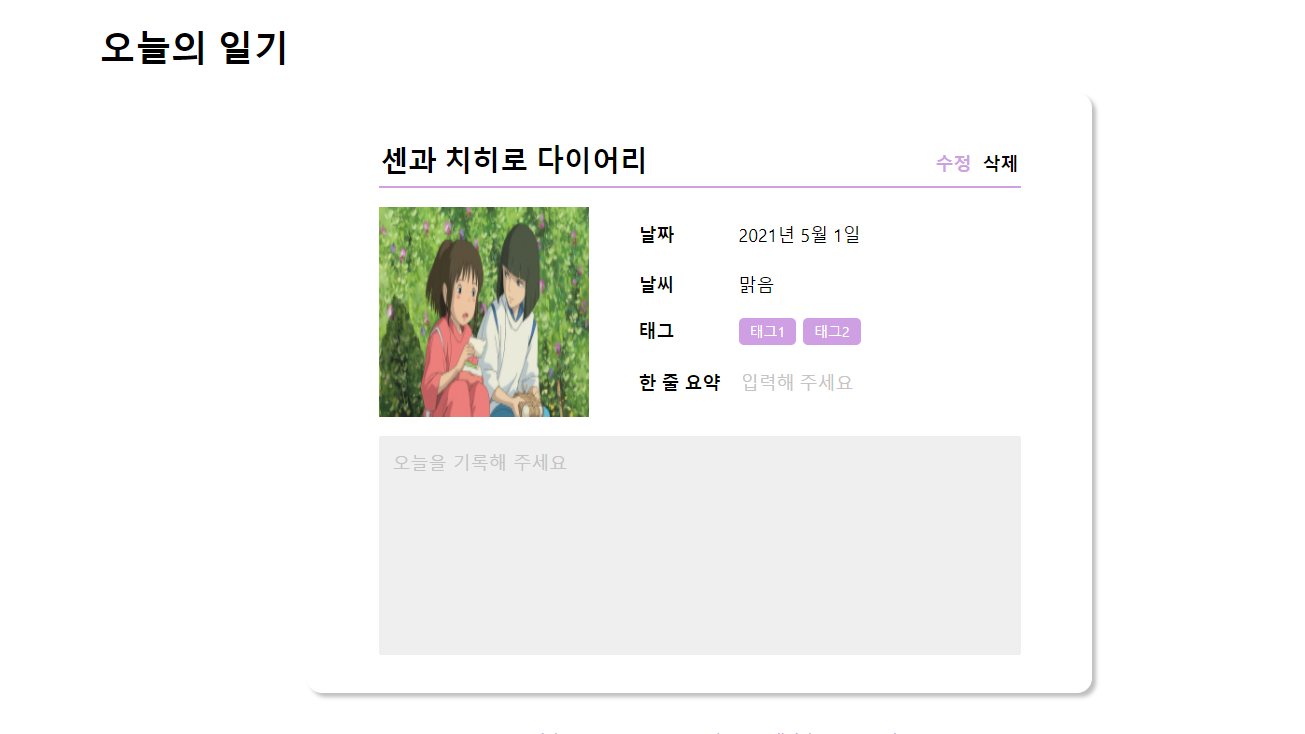 오늘의 일기
센과 치히로 다이어리
수정 삭제
날짜 2021년 5월 1일
날씨 맑음
태그 태그1 태그2
한 줄 요약 입력해 주세요
오늘을 기록해 주세요